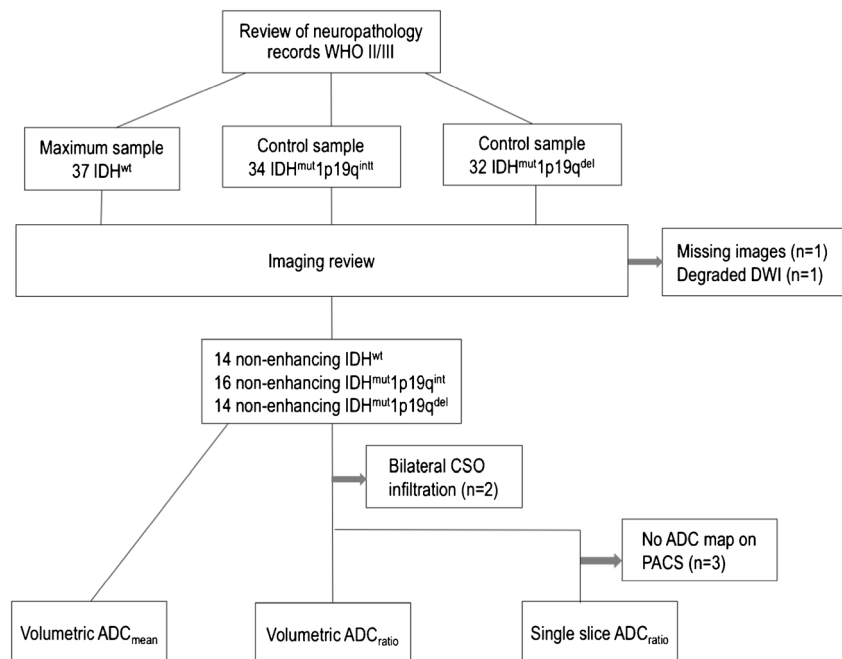 Review of neuropathology
records WHO II/III
Maximum sample
37 IDHwt
Control sample
34 IDHmut1p19qintt
Control sample
32 IDHmut1p19qdel
Imaging review
Missing images (n=1)
Degraded DWI (n=1)
14 non-enhancing IDHwt
16 non-enhancing IDHmut1p19qint
14 non-enhancing IDHmut1p19qdel
Bilateral CSO
infiltration (n=2)
No ADC map on
PACS (n=3)
Volumetric ADCmean
Volumetric ADCratio
Single slice ADCratio